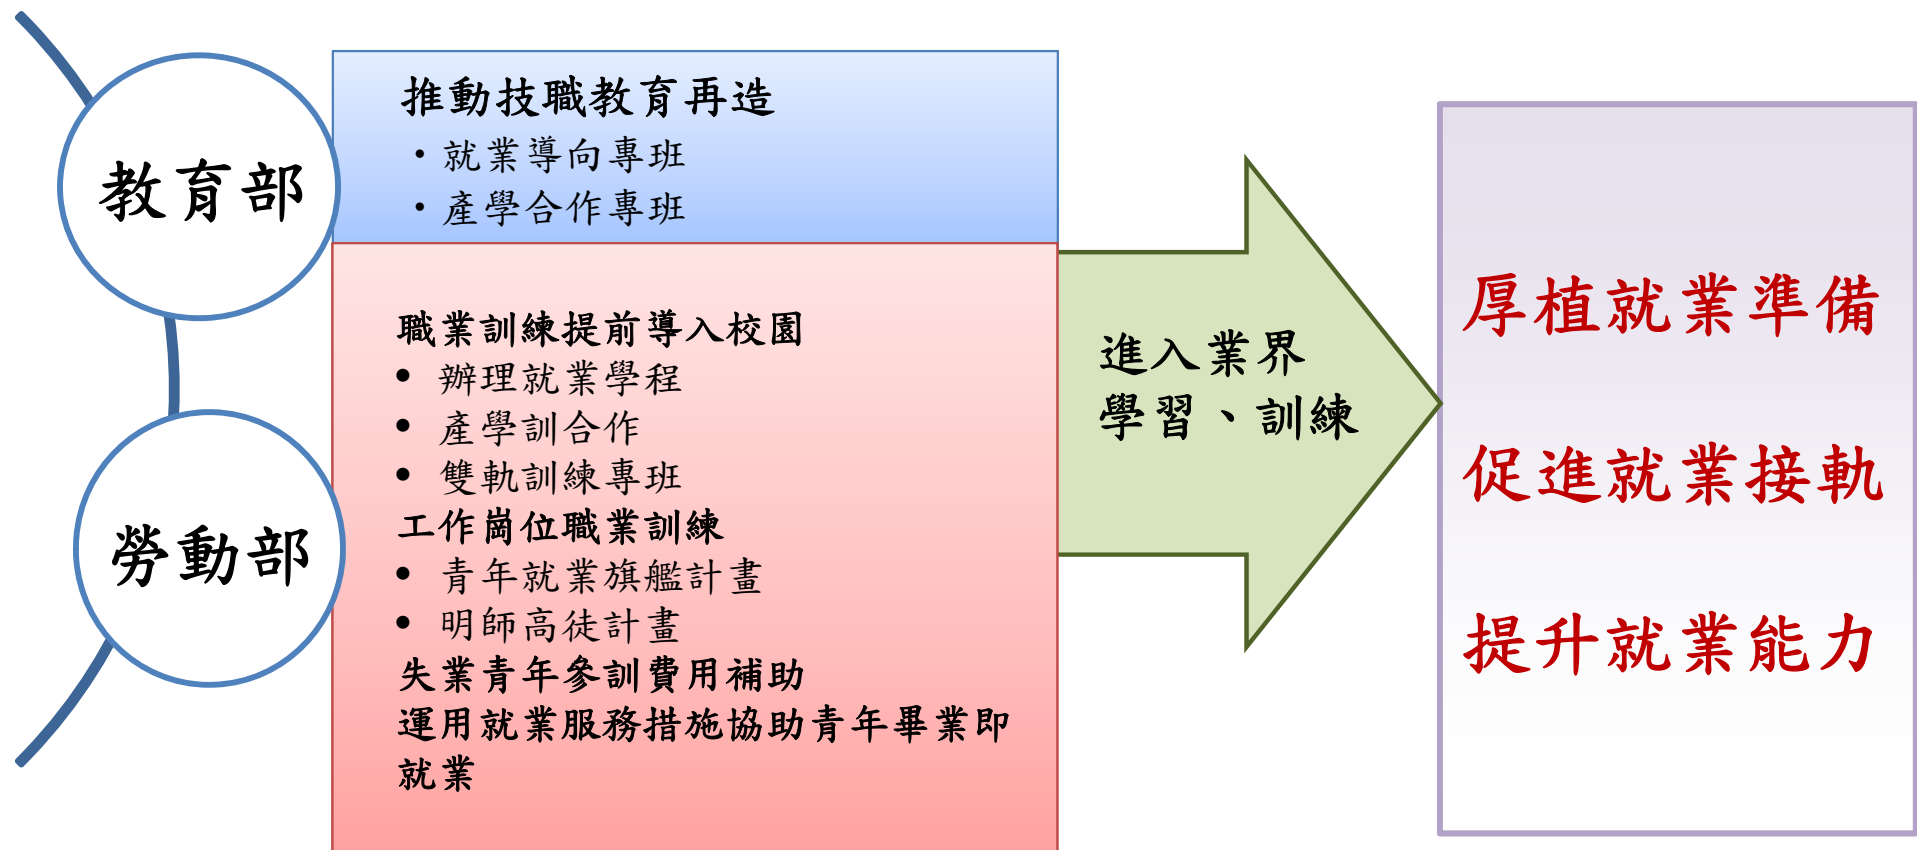 教育部
推動技職教育再造
・就業導向專班
・產學合作專班
勞動部
職業訓練提前導入校園
• 辦理就業學程
• 產學訓合作
• 雙軌訓練專班
工作崗位職業訓練
• 青年就業旗艦計畫
• 明師高徒計畫
失業青年參訓費用補助
運用就業服務措施協助青年畢業即
就業
進入業界
學習、訓練
厚植就業準備
促進就業接軌
提升就業能力